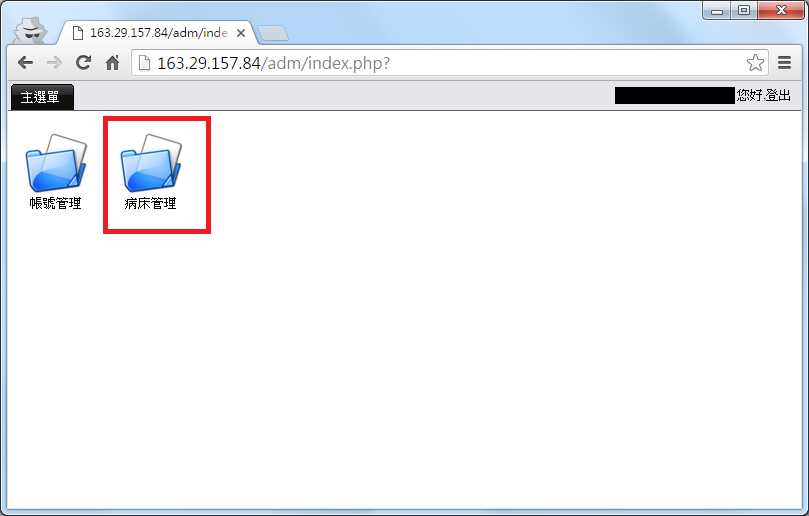 163.29.157.84/adm/inde
163.29.157.84/adm/index.php?
主選單
您好.登出
帳號管理
病床管理